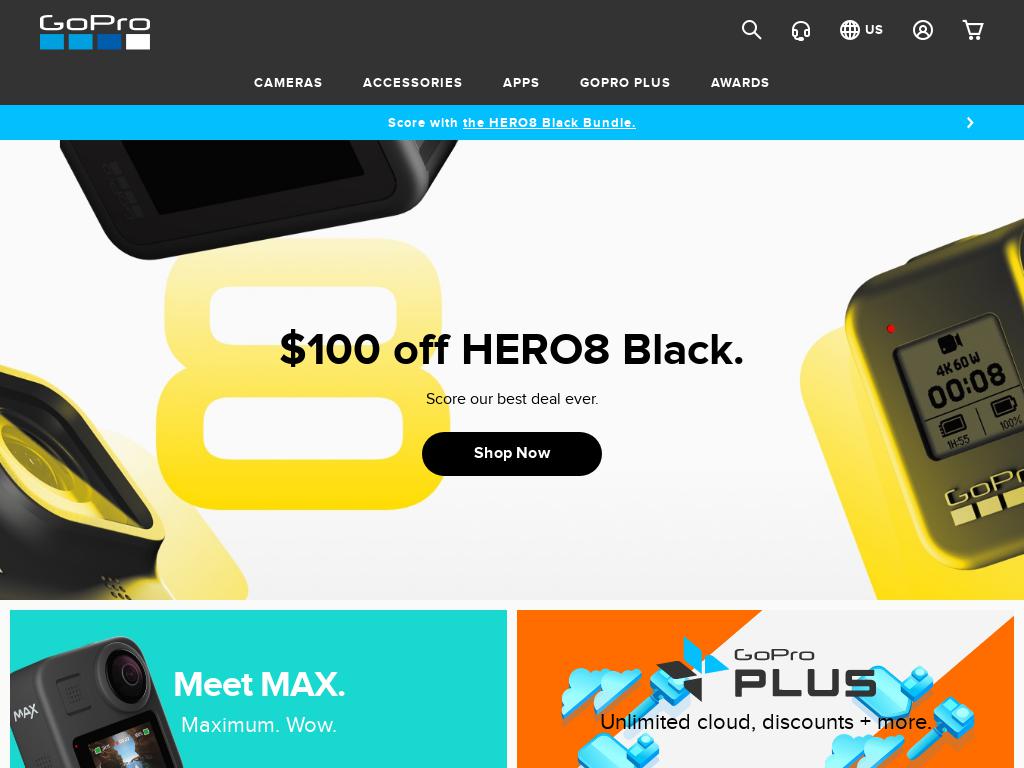 GoPro
US
CAMERAS
ACCESSORIES
APPS
GOPRO PLUS
AWARDS
Score with the HERO8 Black Bundle.
8
$100 off HERO8 Black.
Score our best deal ever.
Shop Now
4K 60 W
00:08
1H:55
100%
GoPro
MAX
Meet MAX.
Maximum. Wow.
GoPro
PLUS
Unlimited cloud, discounts + more.